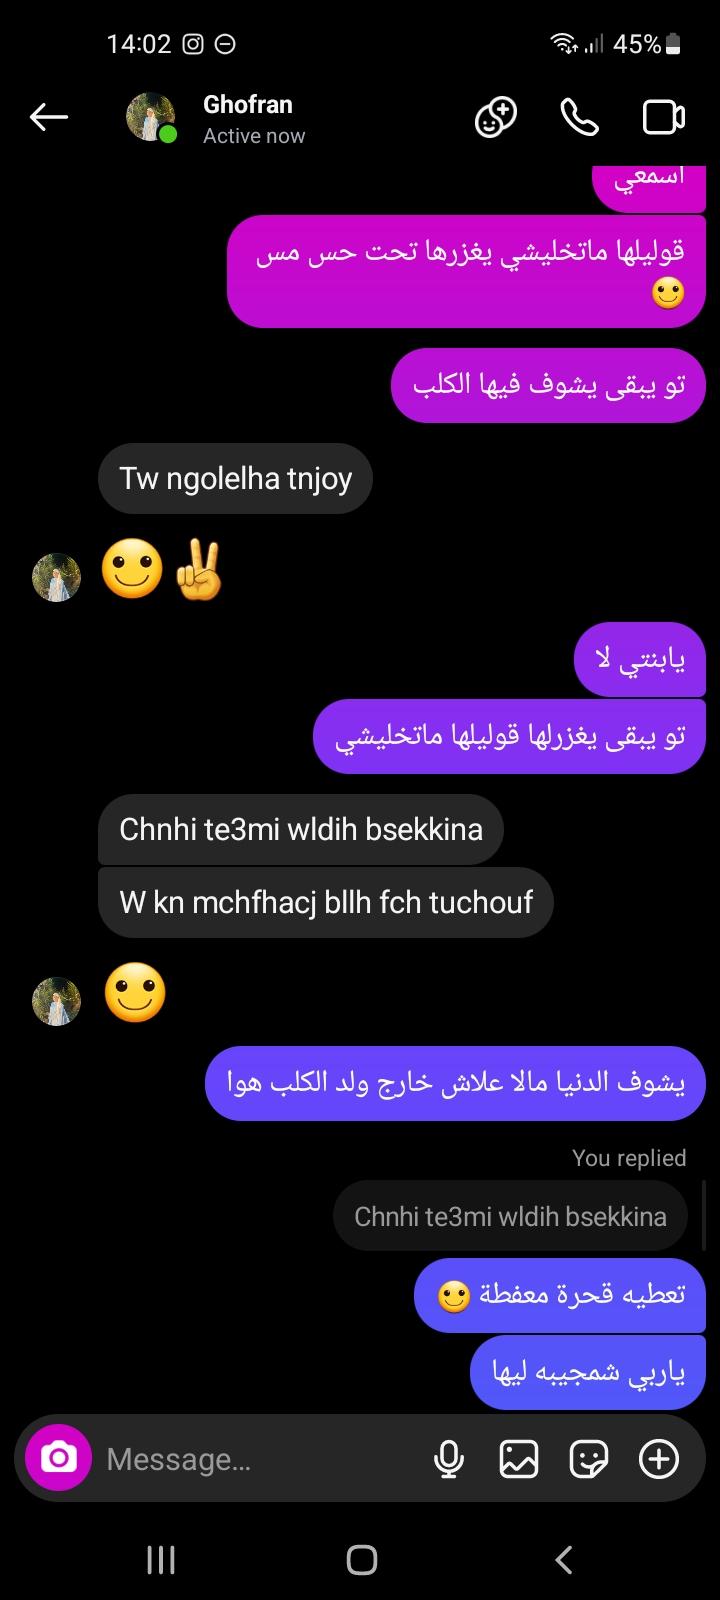 14:02
45%
Ghofran
Active now
اسمعي
قوليلها ماتخليشي يغزرها تحت حس مس
🙂
تو يبقى يشوف فيها الكلب
Tw ngolelha tnjoy
🙂✌️
يابنتي لا
تو يبقى يغزرلها قوليلها ماتخليشي
Chnhi te3mi wldih bsekkina
W kn mchfhacj bllh fch tuchouf
🙂
يشوف الدنيا مالا علاش خارج ولد الكلب هوا
You replied
Chnhi te3mi wldih bsekkina
تعطيه قحرة معفطة 🙂
ياربي شمجيبه ليها
Message...